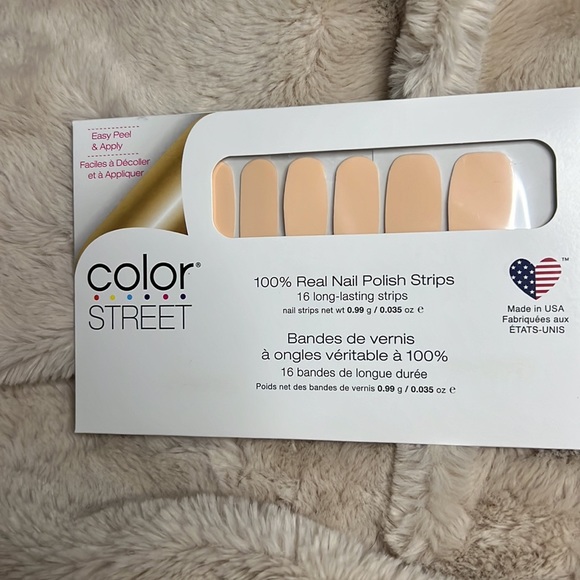 Easy Peel
& Apply
Faciles à Décoller
et à Appliquer
color®
STREET
100% Real Nail Polish Strips
16 long-lasting strips
nail strips net wt 0.99 g / 0.035 oz e
Bandes de vernis
à ongles véritable à 100%
16 bandes de longue durée
Poids net des bandes de vernis 0.99 g / 0.035 oz e
TM
Made in USA
Fabriquées aux
ÉTATS-UNIS